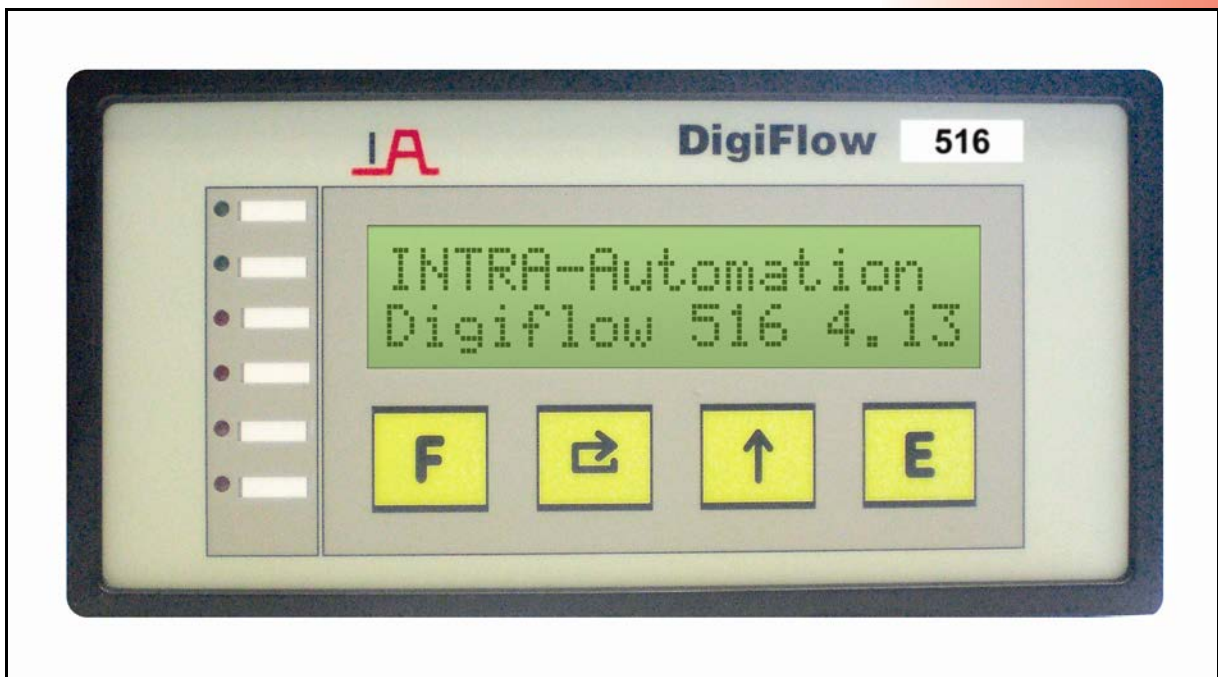 IA
DigiFlow 516
INTRA-Automation
Digiflow 516 4.13
F
E